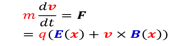 m dv/dt = F
= q(E(x) + v × B(x))